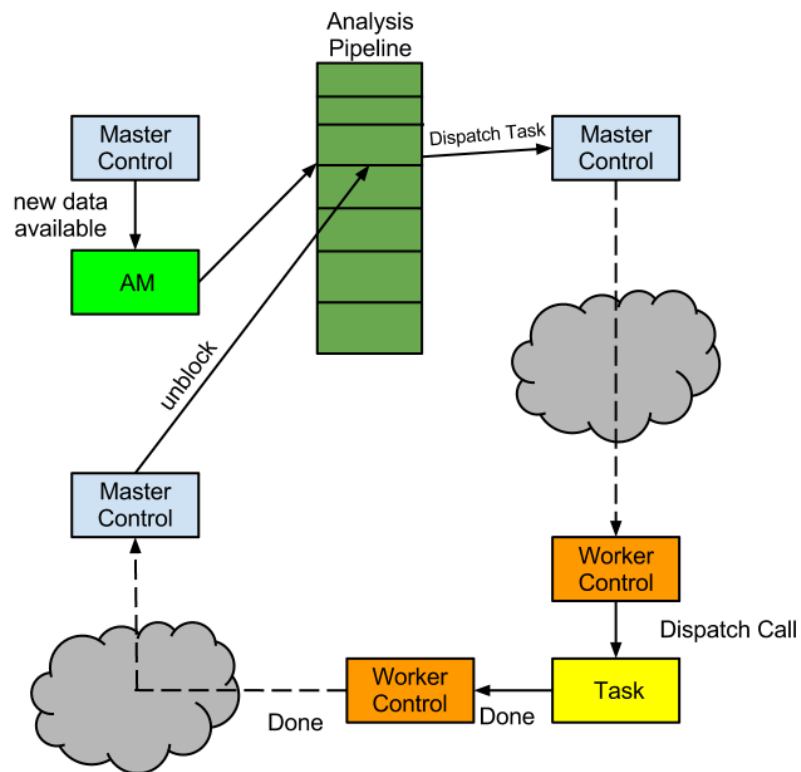 Analysis
Pipeline
Master
Control
Dispatch Task
Master
Control
new data
available
AM
unblock
Master
Control
Worker
Control
Dispatch Call
Task
Worker
Control
Done
Done